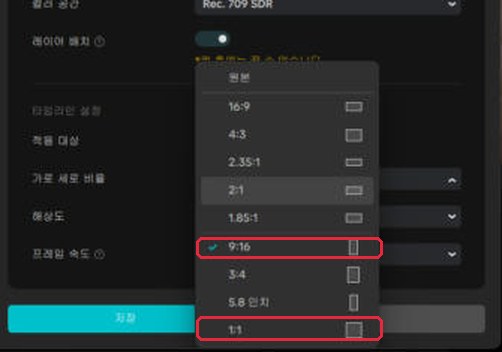 컬러 공간
Rec. 709 SDR
레이어 배치
원본
타임라인 설정
16:9
4:3
적용 대상
2.35:1
가로 세로 비율
2:1
해상도
1.85:1
프레임 속도
9:16
3:4
5.8 인치
저장
1:1